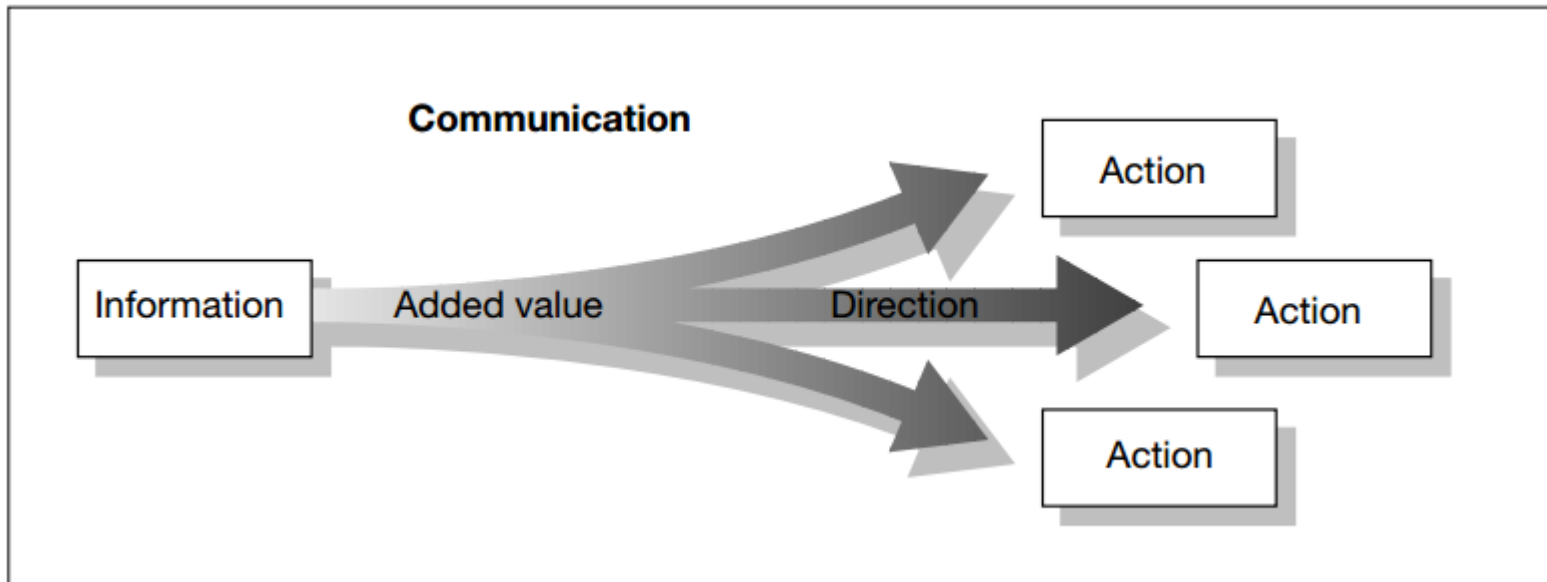 Communication
Action
Information
Added value
Direction
Action
Action